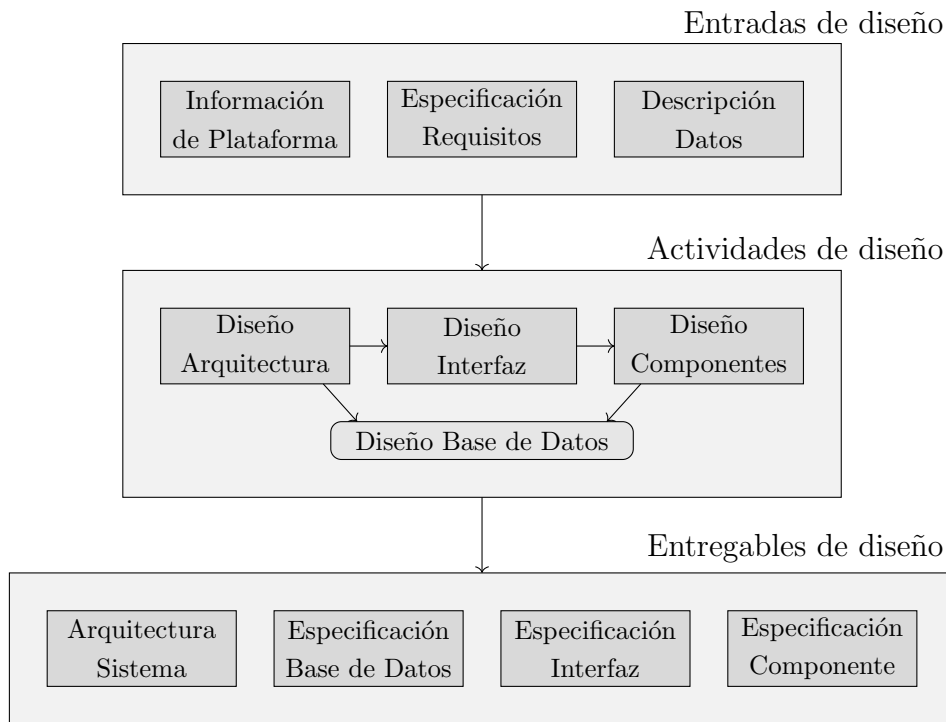 Entradas de diseño
Información
de Plataforma
Especificación
Requisitos
Descripción
Datos
Actividades de diseño
Diseño
Arquitectura
Diseño
Interfaz
Diseño
Componentes
Diseño Base de Datos
Entregables de diseño
Arquitectura
Sistema
Especificación
Base de Datos
Especificación
Interfaz
Especificación
Componente